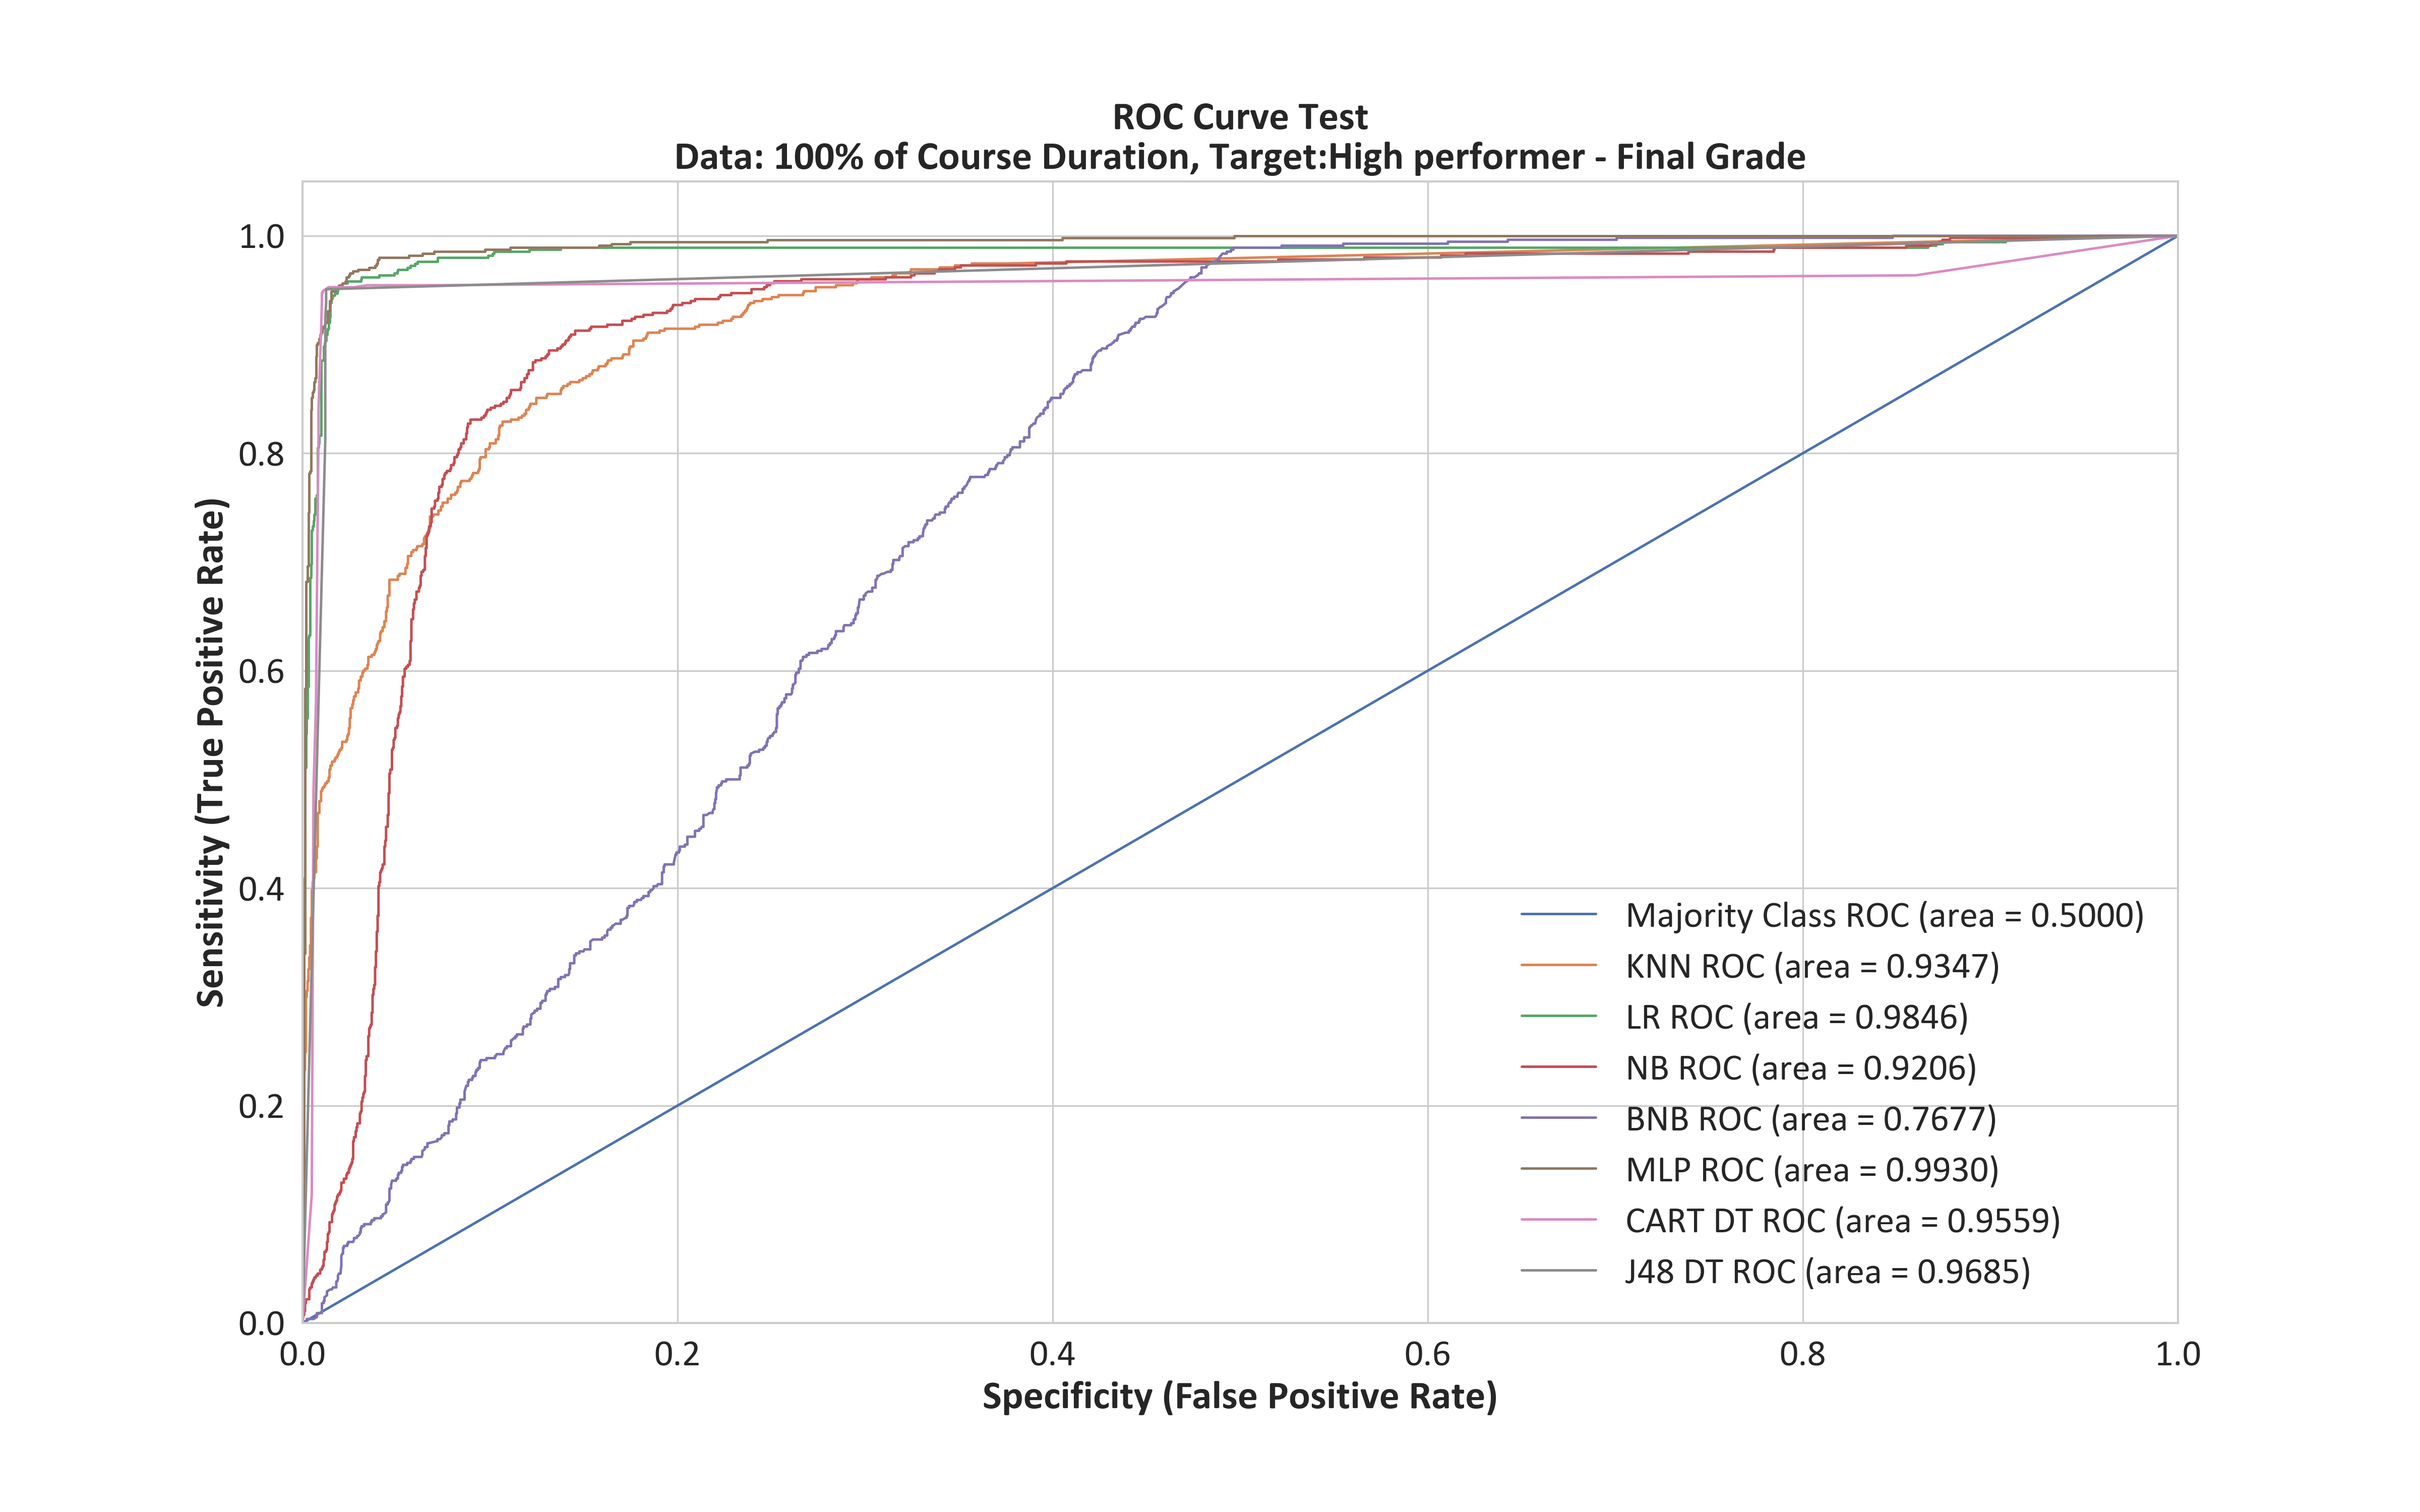 ROC Curve Test
Data: 100% of Course Duration, Target:High performer - Final Grade
1.0
0.8
0.6
0.4
0.2
0.0
Sensitivity (True Positive Rate)
Majority Class ROC (area = 0.5000)
KNN ROC (area = 0.9347)
LR ROC (area = 0.9846)
NB ROC (area = 0.9206)
BNB ROC (area = 0.7677)
MLP ROC (area = 0.9930)
CART DT ROC (area = 0.9559)
J48 DT ROC (area = 0.9685)
0.0 0.2 0.4 0.6 0.8 1.0
Specificity (False Positive Rate)